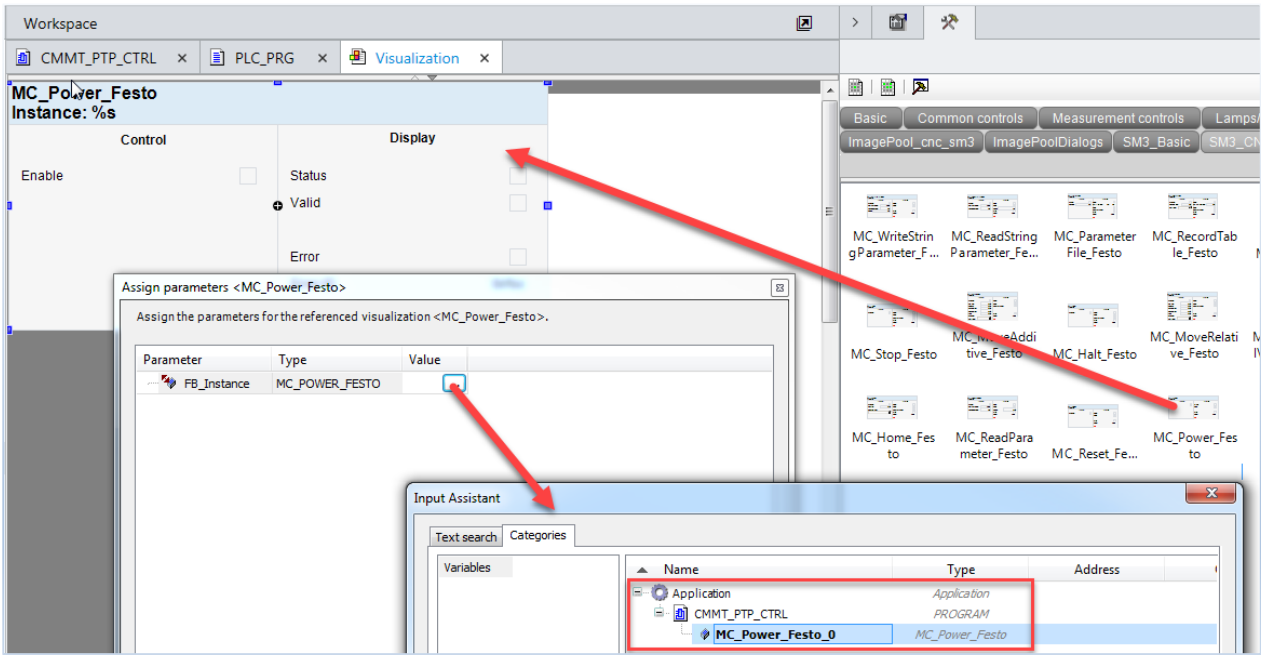 Workspace
CMMT_PTP_CTRL
PLC_PRG
Visualization
MC_Power_Festo
Instance: %s
Control
Display
Enable
Status
Valid
Error
Basic
Common controls
Measurement controls
Lamps/
ImagePool_cnc_sm3
ImagePoolDialogs
SM3_Basic
SM3_CN
MC_WriteStrin
gParameter_F...
MC_ReadString
Parameter_Fe...
MC_Parameter
File_Festo
MC_RecordTab
le_Festo
MC_Stop_Festo
MC_MoveAddi
tive_Festo
MC_Halt_Festo
MC_MoveRelati
ve_Festo
MC_Home_Fes
to
MC_ReadPara
meter_Festo
MC_Reset_Fe...
MC_Power_Fes
to
Assign parameters <MC_Power_Festo>
Assign the parameters for the referenced visualization <MC_Power_Festo>.
Parameter Type Value
FB_Instance MC_POWER_FESTO ...
Input Assistant
Text search
Categories
Variables
Name Type Address
Application Application
CMMT_PTP_CTRL PROGRAM
MC_Power_Festo_0 MC_Power_Festo